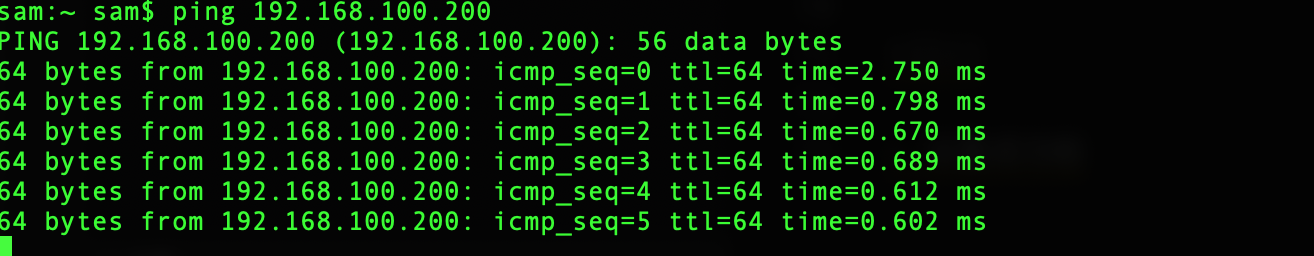 sam:~ sam$ ping 192.168.100.200
PING 192.168.100.200 (192.168.100.200): 56 data bytes
64 bytes from 192.168.100.200: icmp_seq=0 ttl=64 time=2.750 ms
64 bytes from 192.168.100.200: icmp_seq=1 ttl=64 time=0.798 ms
64 bytes from 192.168.100.200: icmp_seq=2 ttl=64 time=0.670 ms
64 bytes from 192.168.100.200: icmp_seq=3 ttl=64 time=0.689 ms
64 bytes from 192.168.100.200: icmp_seq=4 ttl=64 time=0.612 ms
64 bytes from 192.168.100.200: icmp_seq=5 ttl=64 time=0.602 ms